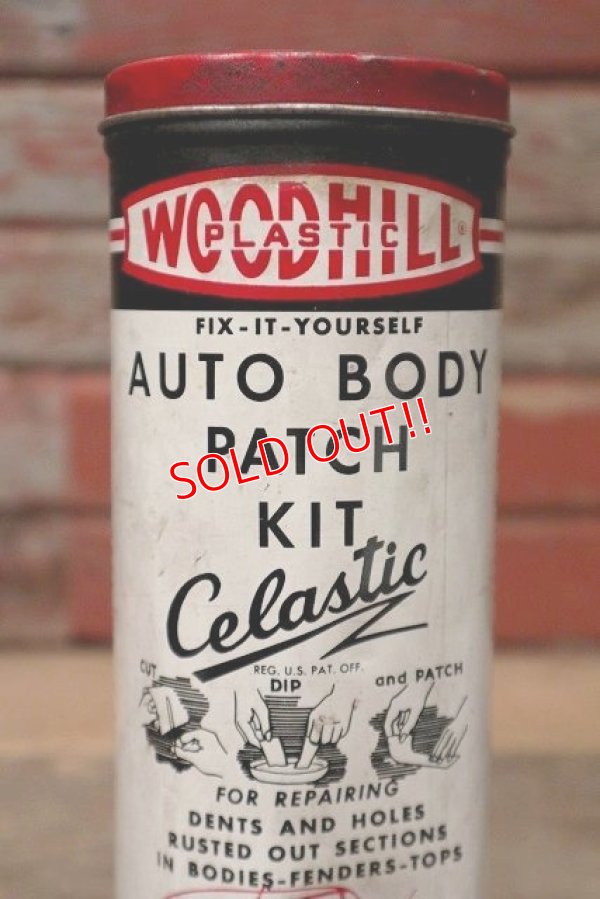 WOODHILL®
PLASTIC
FIX-IT-YOURSELF
AUTO BODY
PATCH
SOLD OUT!!
KIT
Celastic
REG. U.S. PAT. OFF.
CUT DIP and PATCH
FOR REPAIRING
DENTS AND HOLES
RUSTED OUT SECTIONS
IN BODIES-FENDERS-TOPS